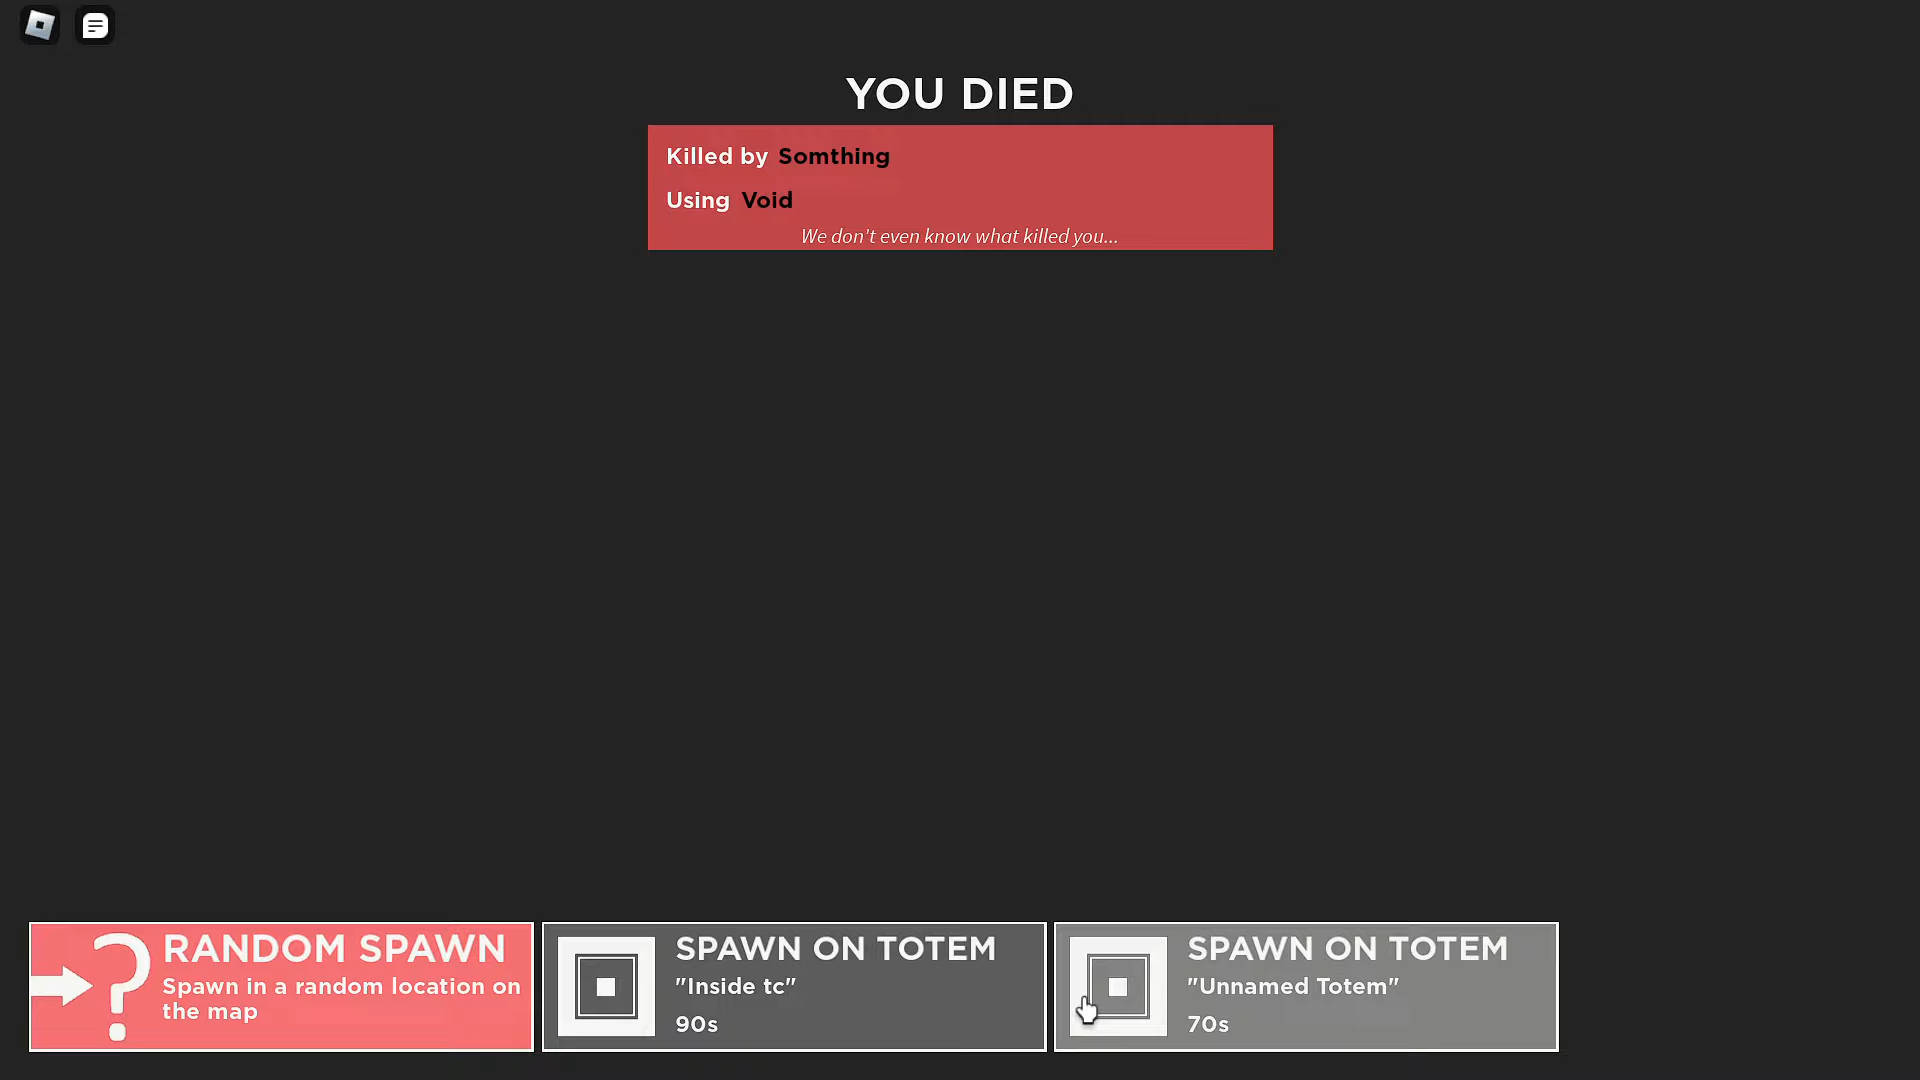 YOU DIED
Killed by Somthing
Using Void
We don't even know what killed you...
RANDOM SPAWN
Spawn in a random location on
the map
SPAWN ON TOTEM
"Inside tc"
90s
SPAWN ON TOTEM
"Unnamed Totem"
70s